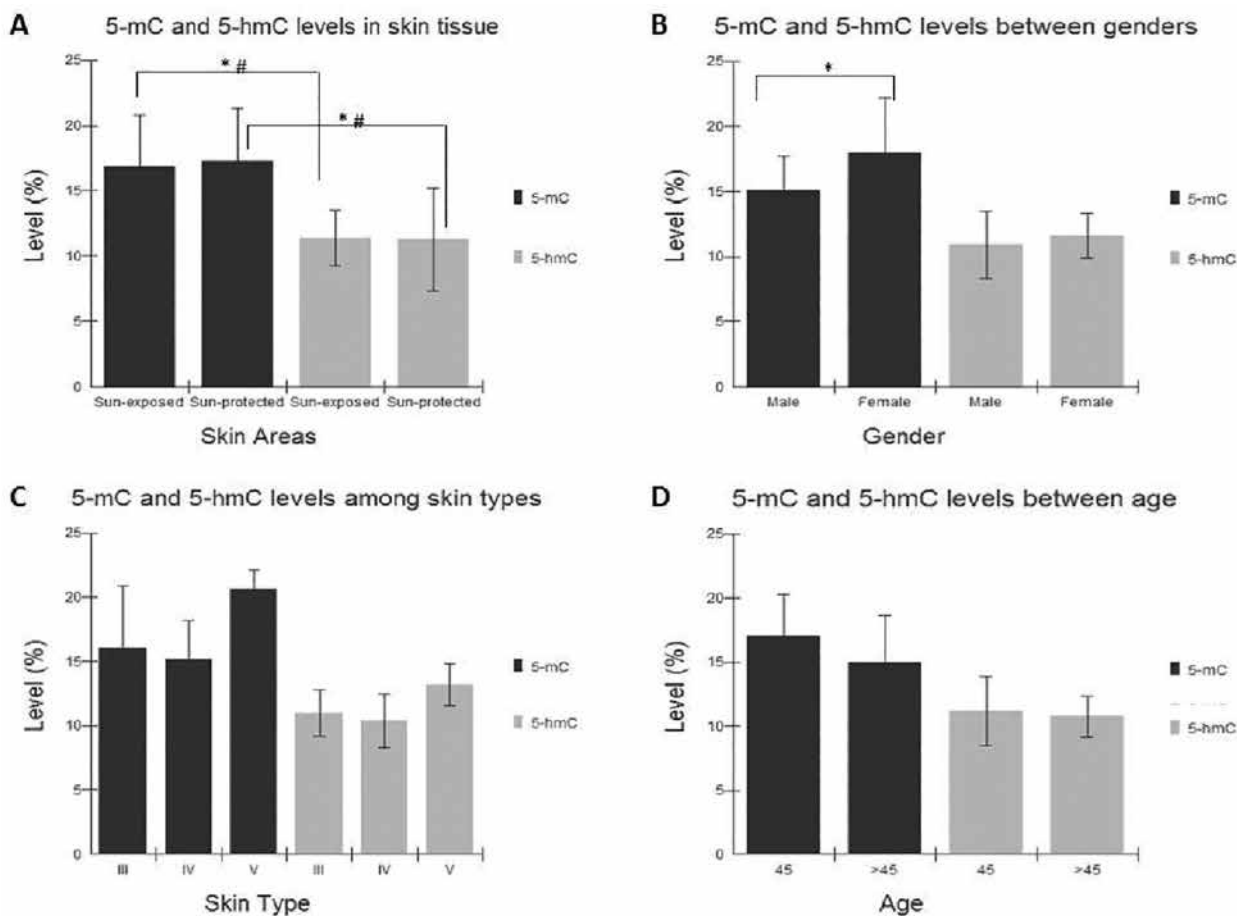 A
5-mC and 5-hmC levels in skin tissue
25
20
15
10
5
0
Level (%)
* #
* #
5-mC
5-hmC
Sun-exposed Sun-protected Sun-exposed Sun-protected
Skin Areas
B
5-mC and 5-hmC levels between genders
25
20
15
10
5
0
Level (%)
*
5-mC
5-hmC
Male Female Male Female
Gender
C
5-mC and 5-hmC levels among skin types
25
20
15
10
5
0
Level (%)
5-mC
5-hmC
III IV V III IV V
Skin Type
D
5-mC and 5-hmC levels between age
25
20
15
10
5
0
Level (%)
5-mC
5-hmC
45 >45 45 >45
Age